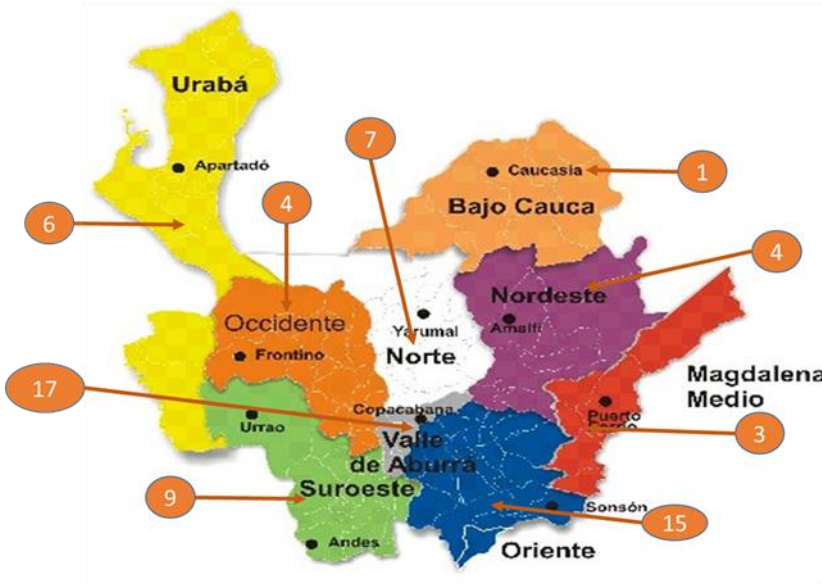 Urabá
7
Apartadó
Caucasia
1
Bajo Cauca
6
4
4
Nordeste
Occidente
Yarumal
Amalfi
Norte
Frontino
17
Magdalena
Medio
Copacabana
Puerto
Urrao
3
Valle
de Aburrá
Suroeste
9
Sonsón
15
Andes
Oriente